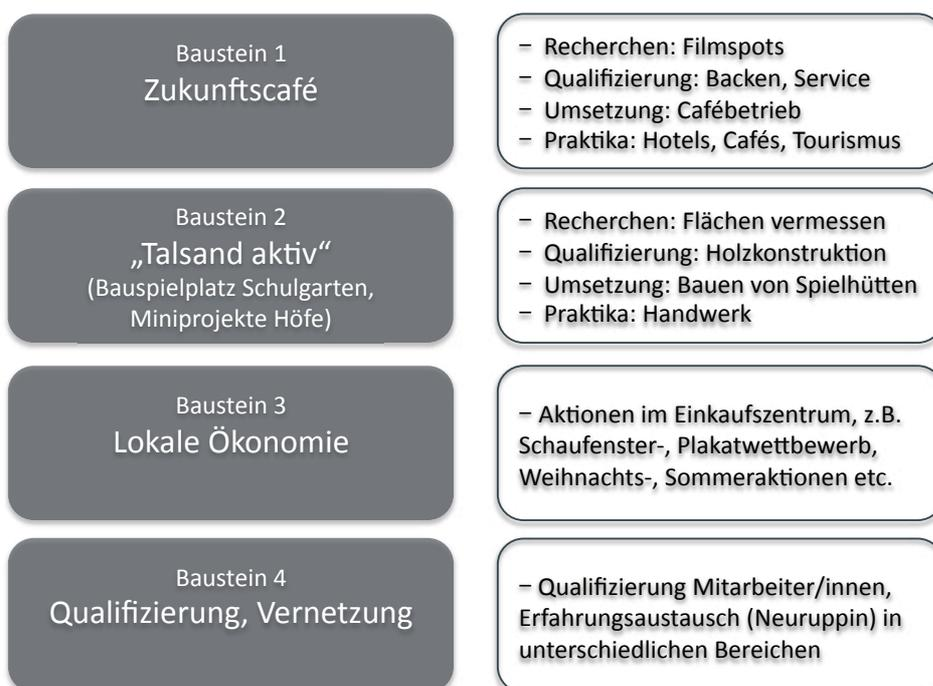 Baustein 1
Zukunftscafé
– Recherchen: Filmspots
– Qualifizierung: Backen, Service
– Umsetzung: Cafébetrieb
– Praktika: Hotels, Cafés, Tourismus
Baustein 2
„Talsand aktiv“
(Bauspielplatz Schulgarten,
Miniprojekte Höfe)
– Recherchen: Flächen vermessen
– Qualifizierung: Holzkonstruktion
– Umsetzung: Bauen von Spielhütten
– Praktika: Handwerk
Baustein 3
Lokale Ökonomie
– Aktionen im Einkaufszentrum, z.B.
Schaufenster-, Plakatwettbewerb,
Weihnachts-, Sommeraktionen etc.
Baustein 4
Qualifizierung, Vernetzung
– Qualifizierung Mitarbeiter/innen,
Erfahrungsaustausch (Neuruppin) in
unterschiedlichen Bereichen